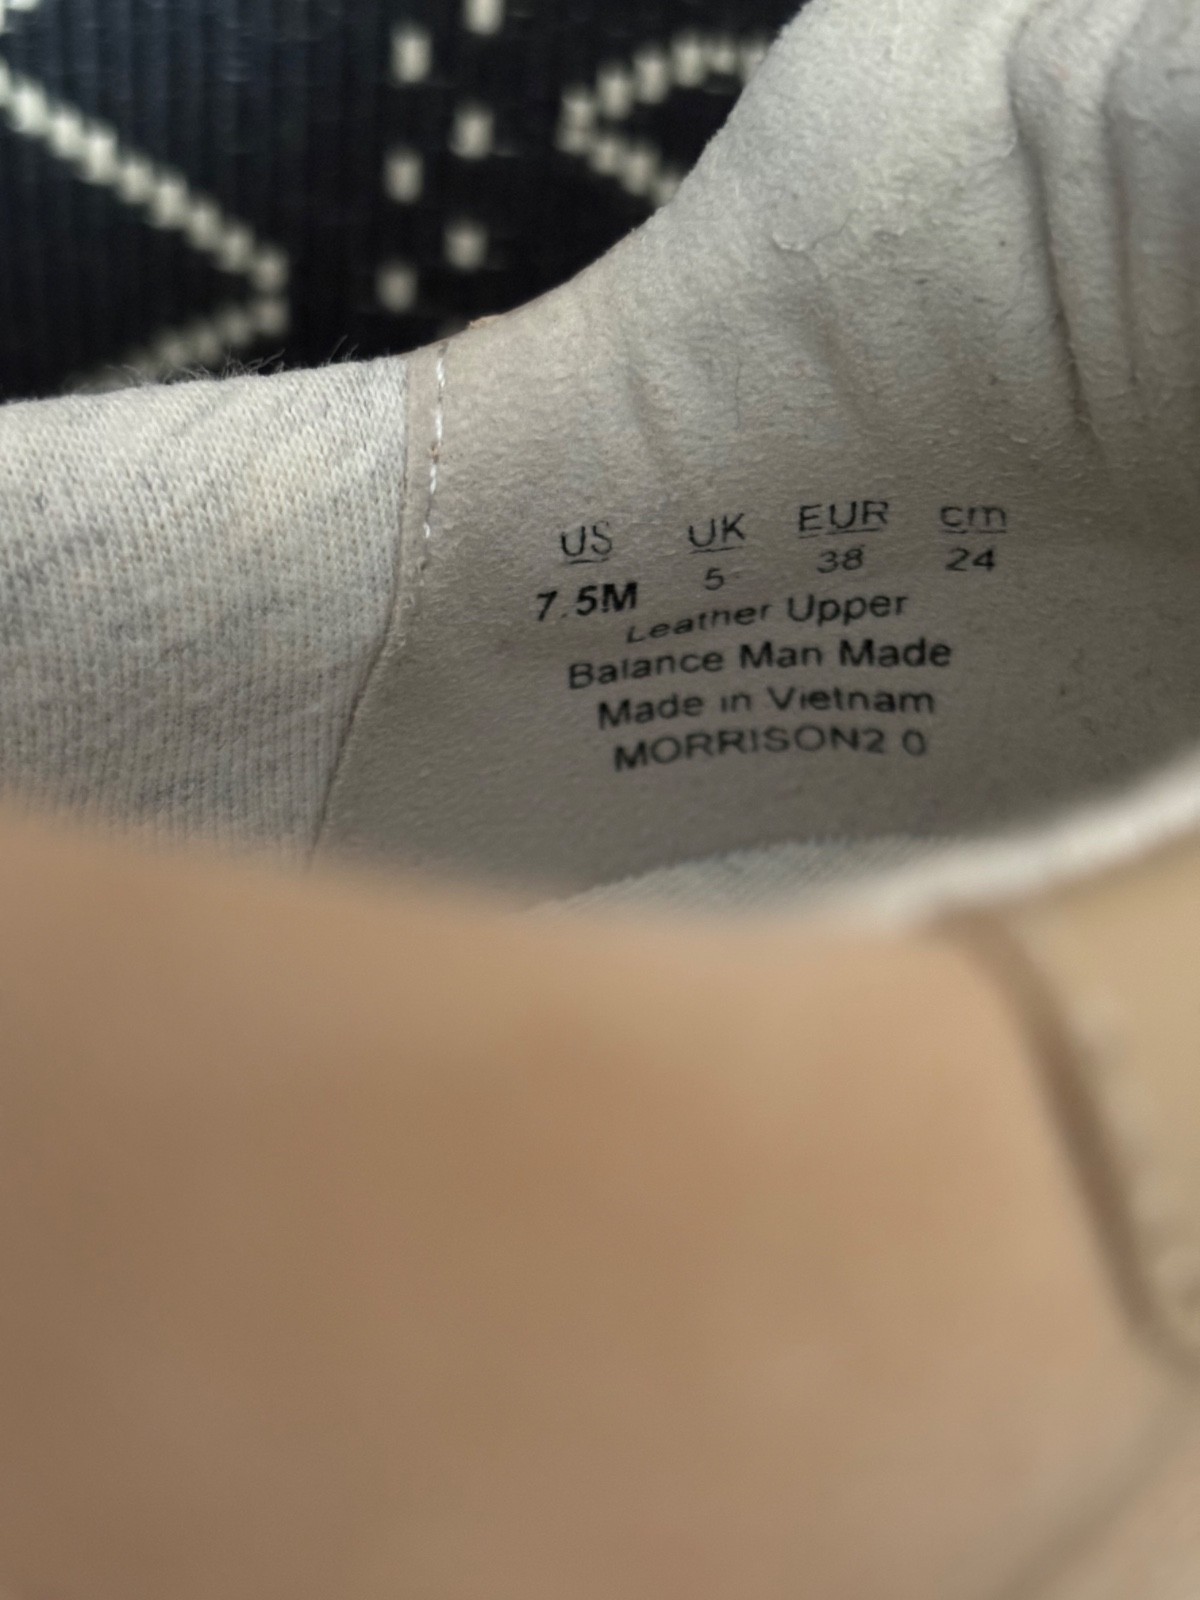 US UK EUR cm
7.5M 5 38 24
Leather Upper
Balance Man Made
Made in Vietnam
MORRISON2 0